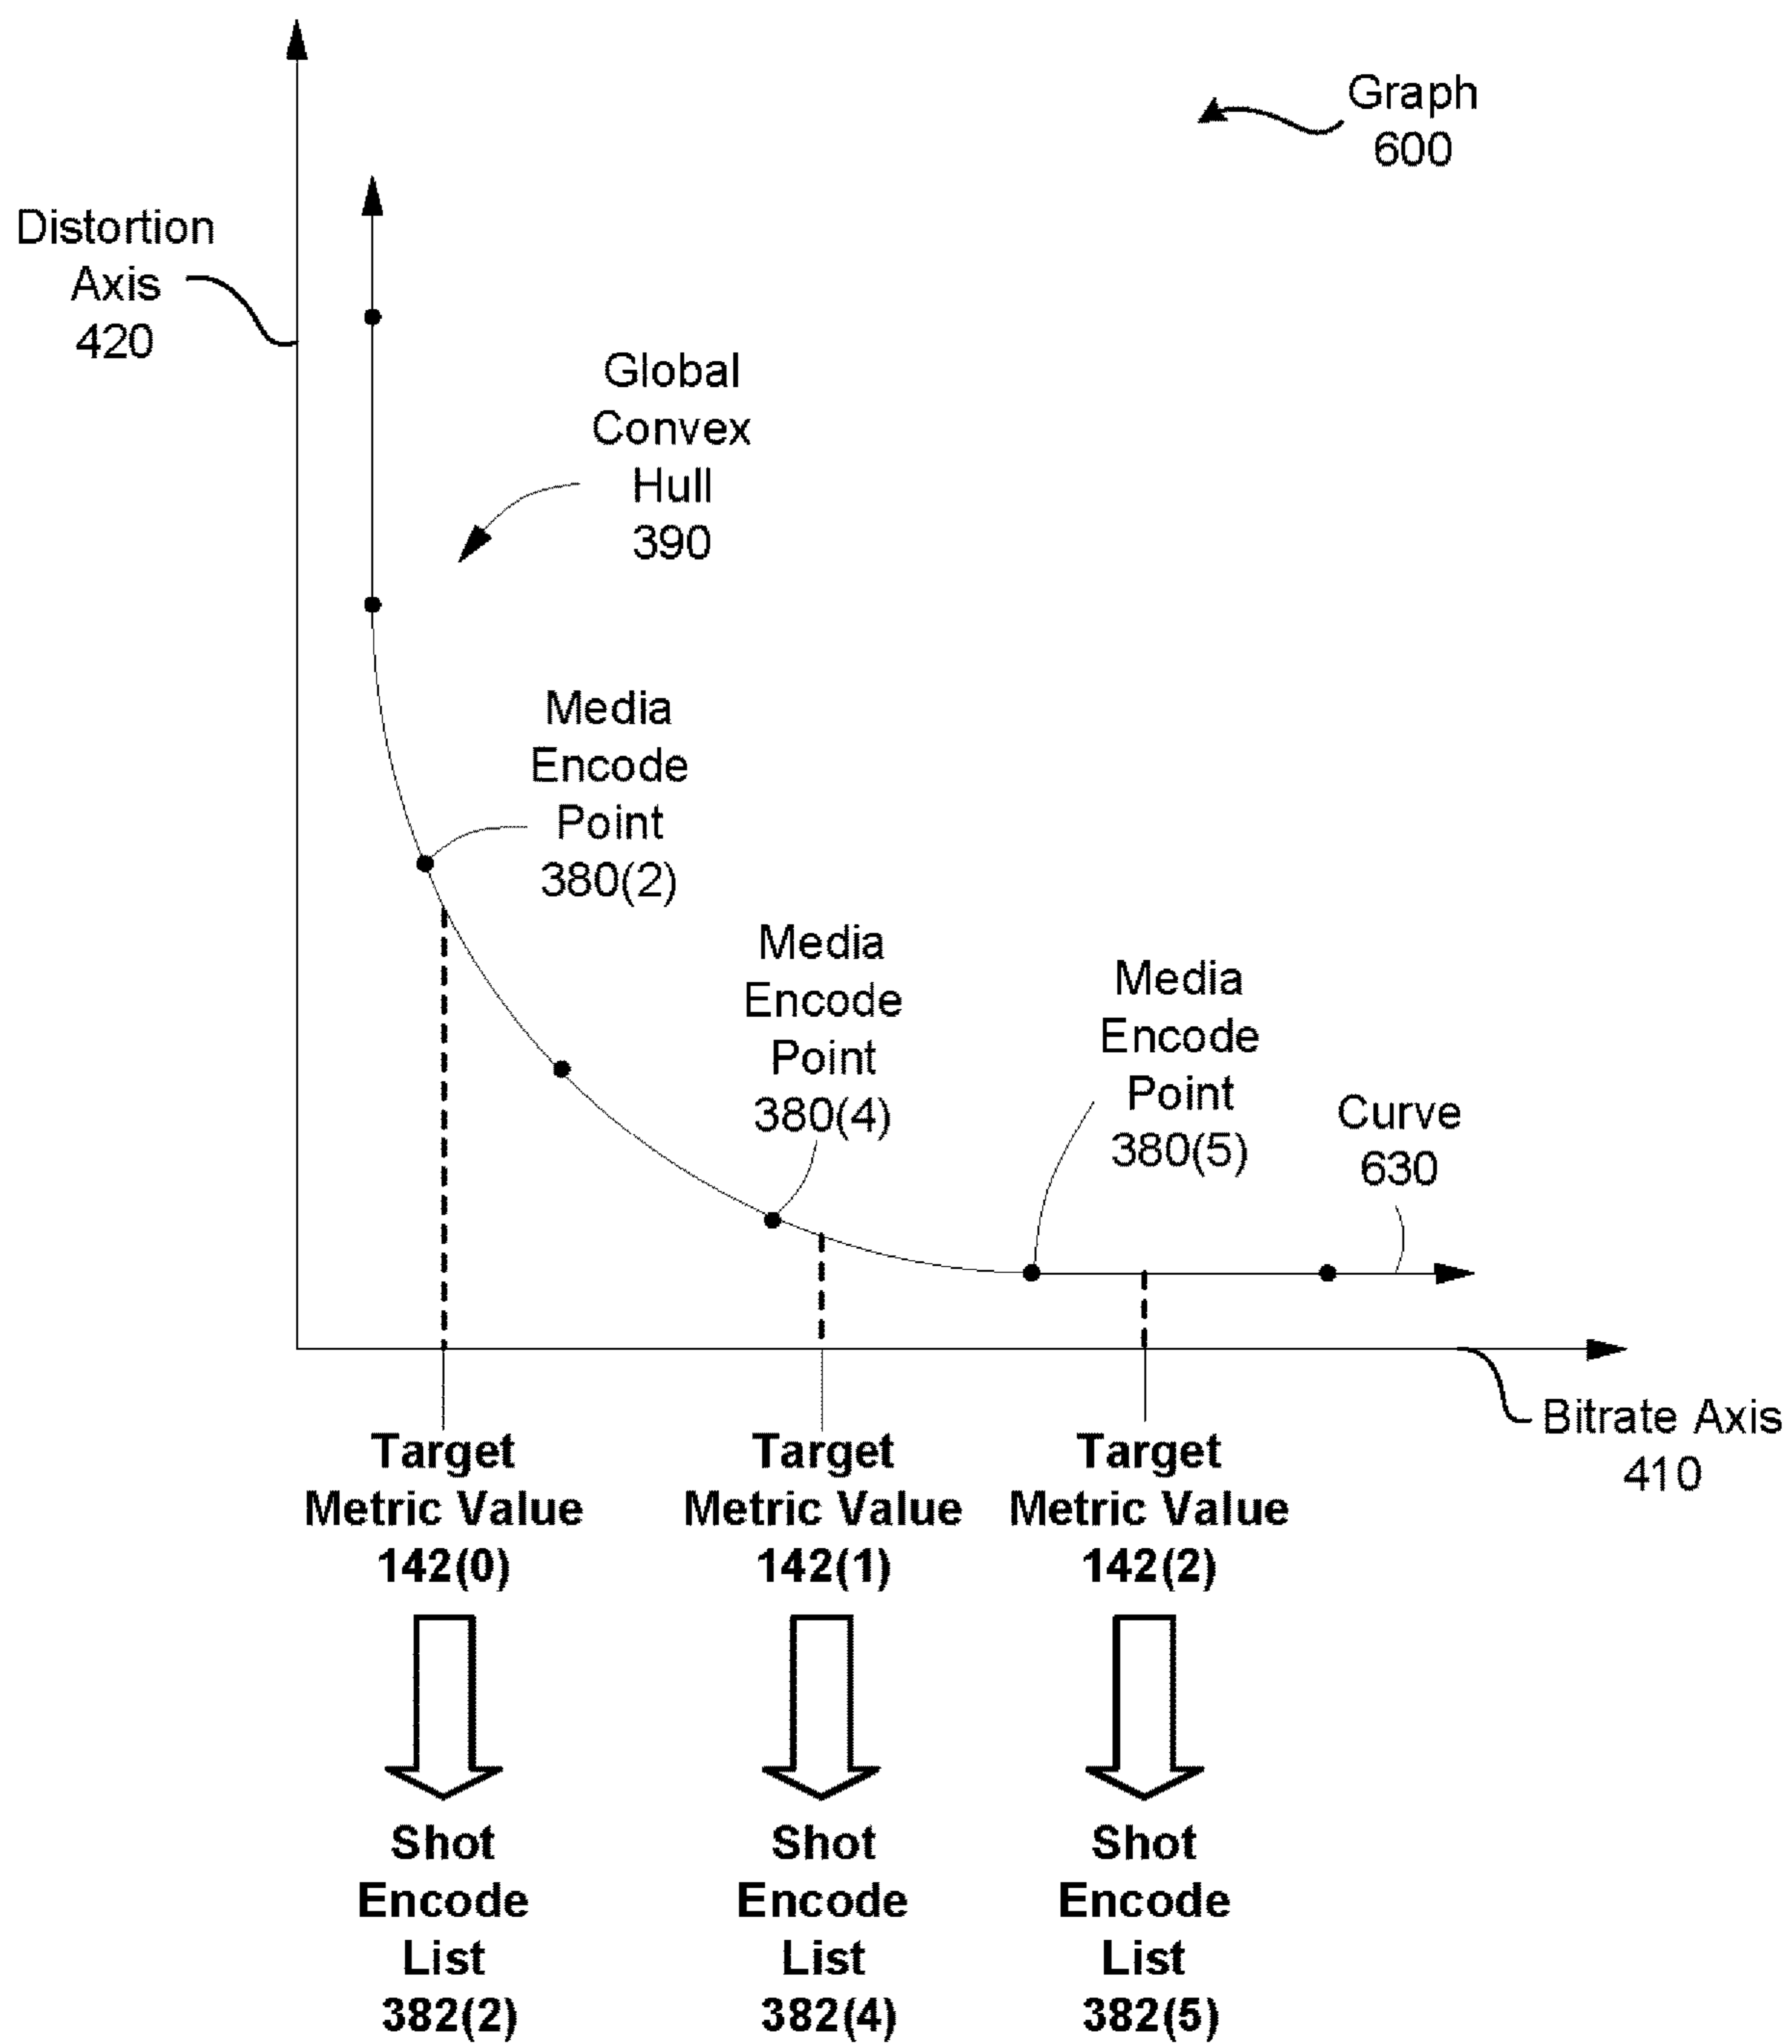 Graph
600
Distortion
Axis
420
Global
Convex
Hull
390
Media
Encode
Point
380(2)
Media
Encode
Point
380(4)
Media
Encode
Point
380(5)
Curve
630
Bitrate Axis
410
Target
Metric Value
142(0)
Target
Metric Value
142(1)
Target
Metric Value
142(2)
Shot
Encode
List
382(2)
Shot
Encode
List
382(4)
Shot
Encode
List
382(5)